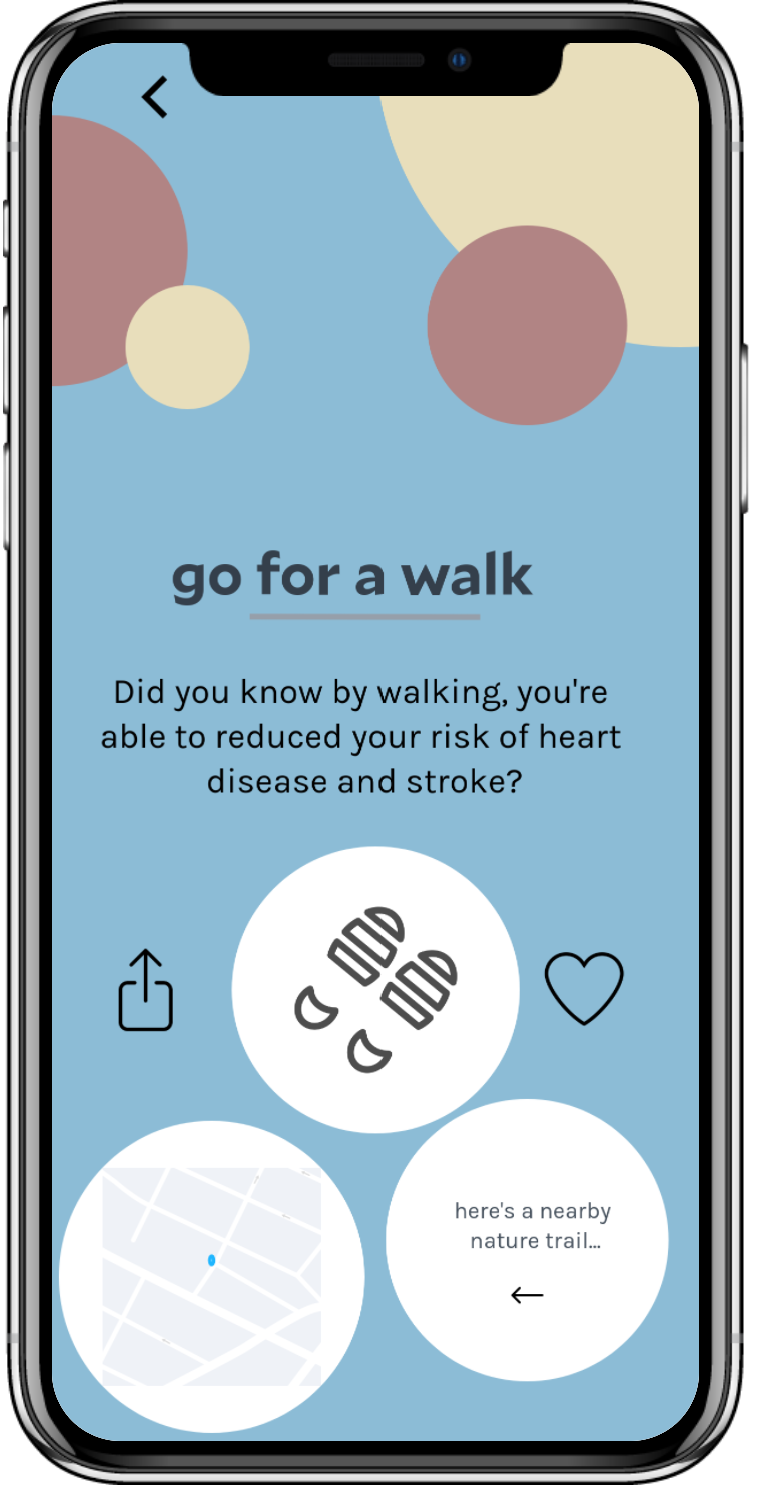 go for a walk
Did you know by walking, you're
able to reduced your risk of heart
disease and stroke?
here's a nearby
nature trail...